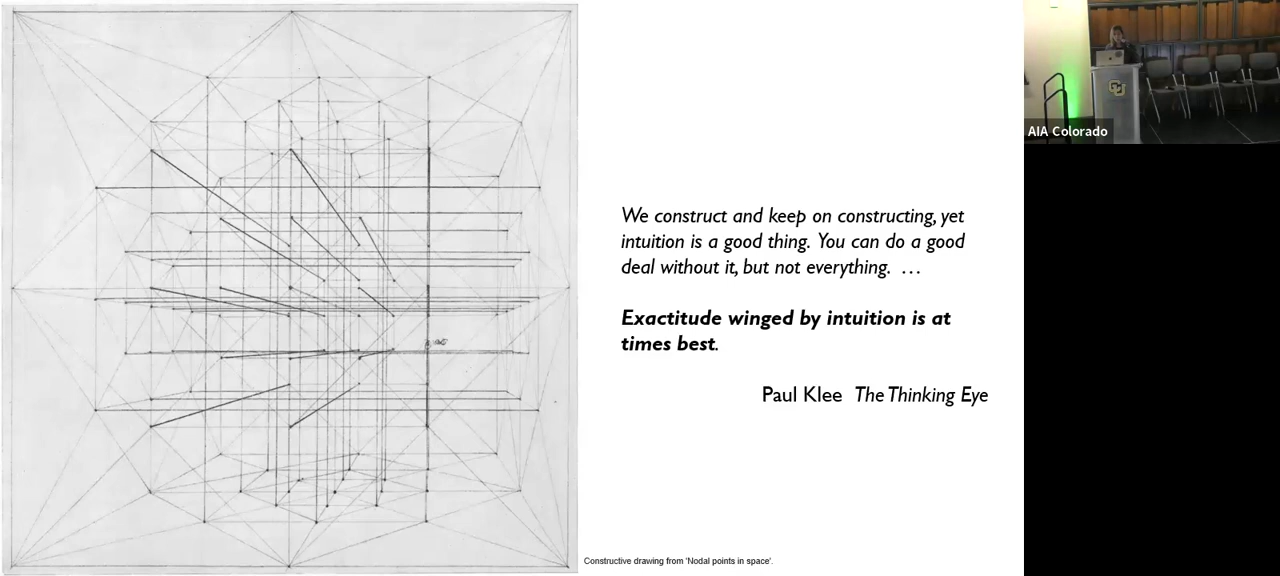 We construct and keep on constructing, yet
intuition is a good thing. You can do a good
deal without it, but not everything. …
Exactitude winged by intuition is at
times best.
Paul Klee The Thinking Eye
Constructive drawing from 'Nodal points in space'.
AIA Colorado
CU